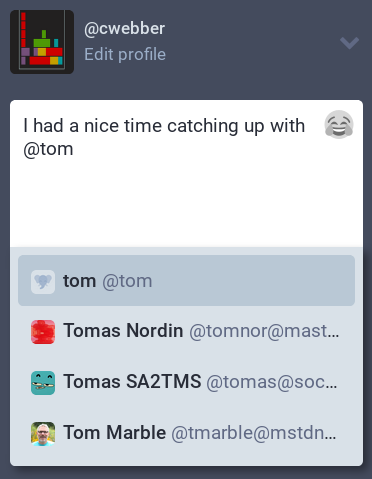 @cwebber
Edit profile
I had a nice time catching up with
@tom
tom @tom
Tomas Nordin @tomnor@mast...
Tomas SA2TMS @tomas@soc...
Tom Marble @tmarble@mstdn...